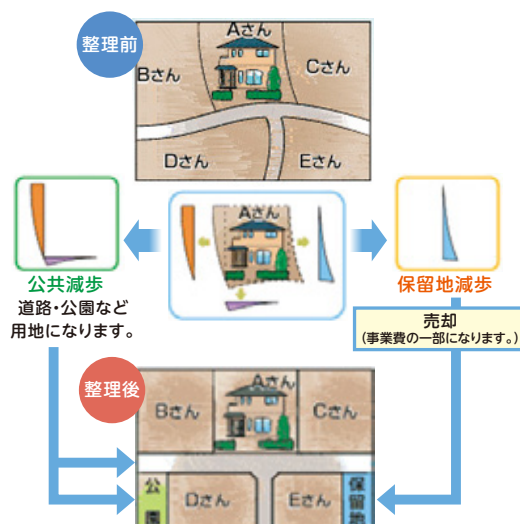 整理前
Aさん
Bさん
Cさん
Dさん
Eさん
Aさん
公共減歩
道路・公園など
用地になります。
保留地減歩
売却
(事業費の一部になります。)
整理後
Aさん
Bさん
Cさん
公園
Dさん
Eさん
保留地